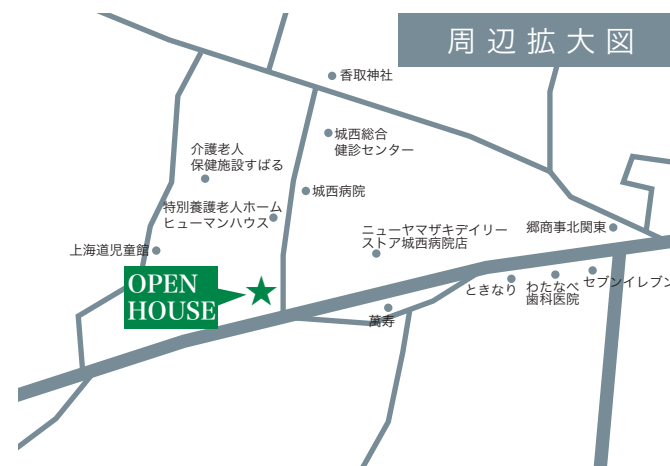 周辺拡大図
香取神社
城西総合
健診センター
介護老人
保健施設すばる
城西病院
特別養護老人ホーム
ヒューマンハウス
ニューヤマザキデイリー
ストア城西病院店
郷商事北関東
上海道児童館
OPEN
HOUSE
ときなり
わたなべ
歯科医院
セブンイレブン
萬寿